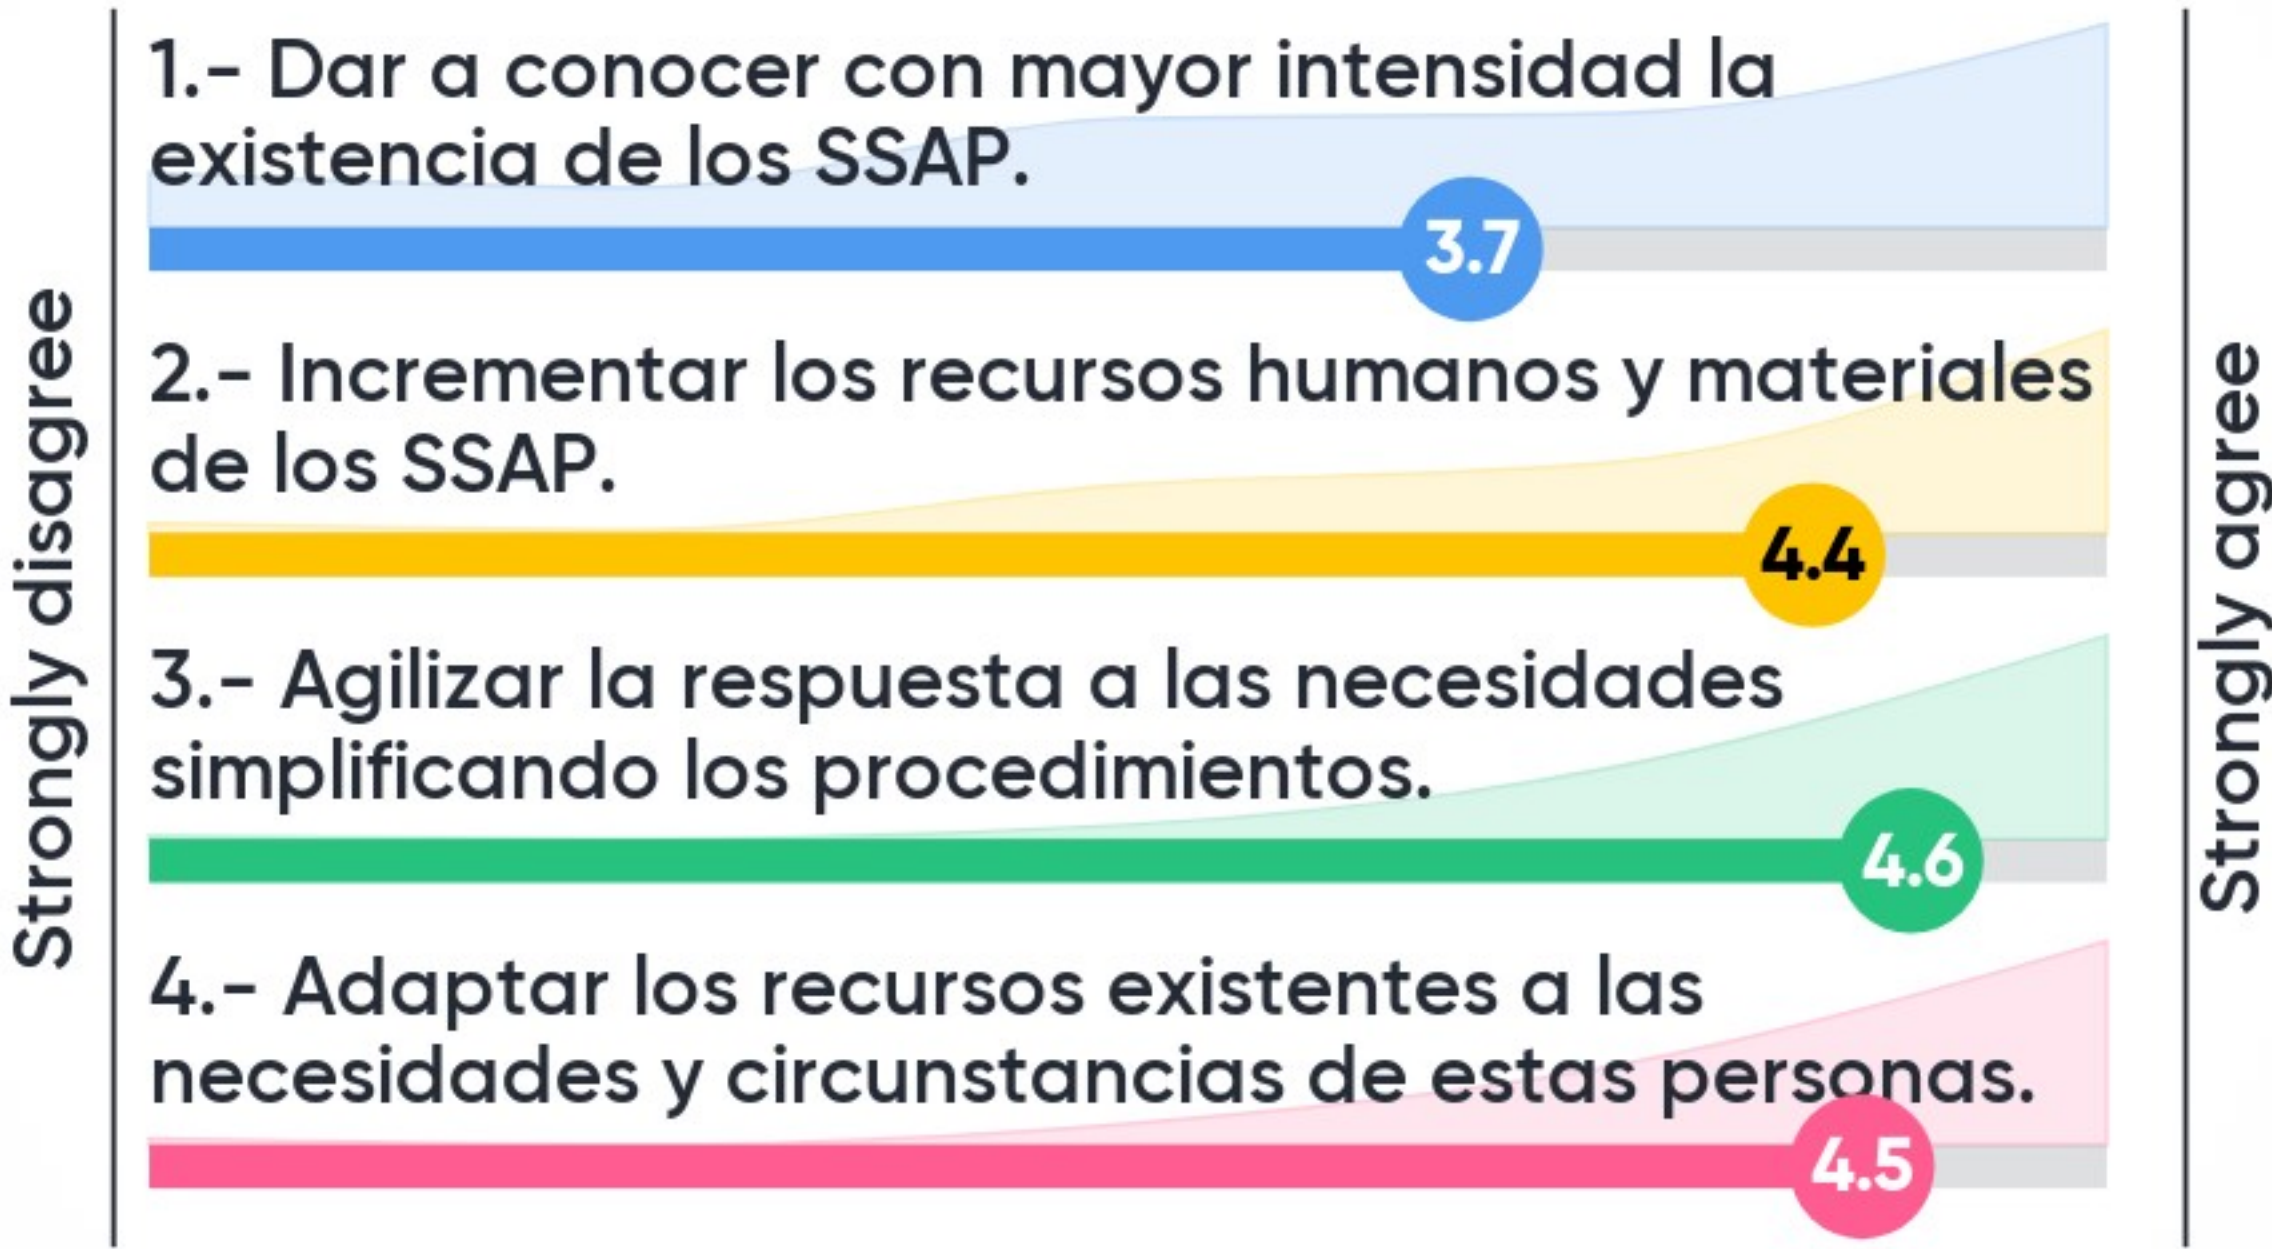 Strongly disagree
1.- Dar a conocer con mayor intensidad la
existencia de los SSAP.
3.7
2.- Incrementar los recursos humanos y materiales
de los SSAP.
4.4
3.- Agilizar la respuesta a las necesidades
simplificando los procedimientos.
4.6
4.- Adaptar los recursos existentes a las
necesidades y circunstancias de estas personas.
4.5
Strongly agree